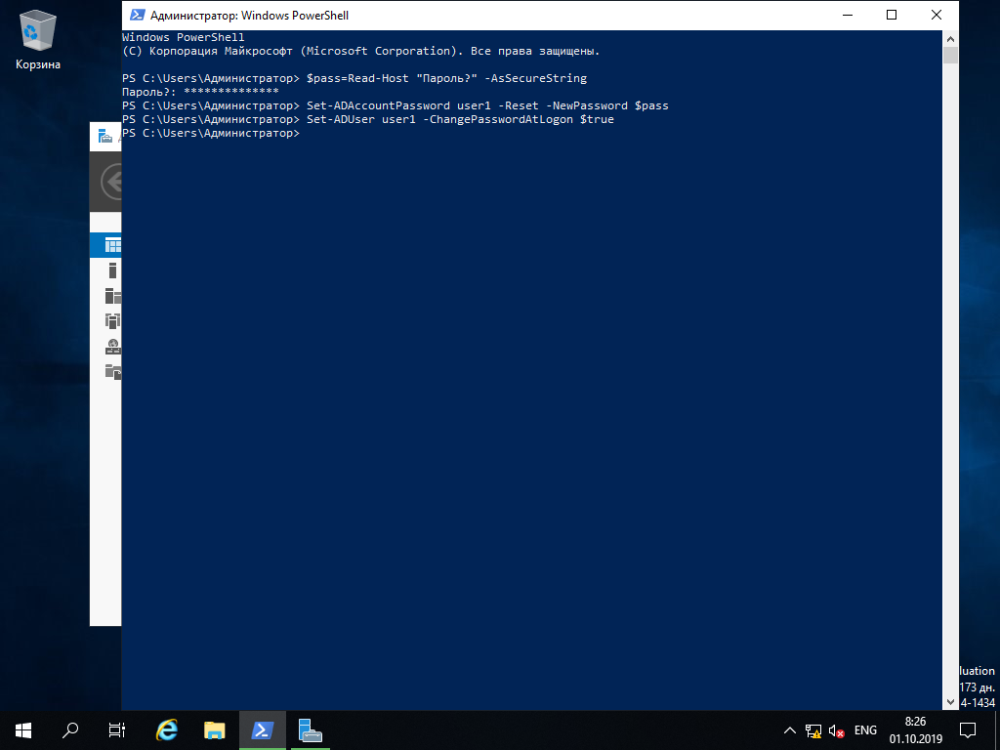 Корзина
Администратор: Windows PowerShell
Windows PowerShell
(C) Корпорация Майкрософт (Microsoft Corporation). Все права защищены.
PS C:\Users\Администратор> $pass=Read-Host "Пароль?" -AsSecureString
Пароль?: **************
PS C:\Users\Администратор> Set-ADAccountPassword user1 -Reset -NewPassword $pass
PS C:\Users\Администратор> Set-ADUser user1 -ChangePasswordAtLogon $true
PS C:\Users\Администратор>
luation
173 дн.
4-1434
ENG
8:26
01.10.2019